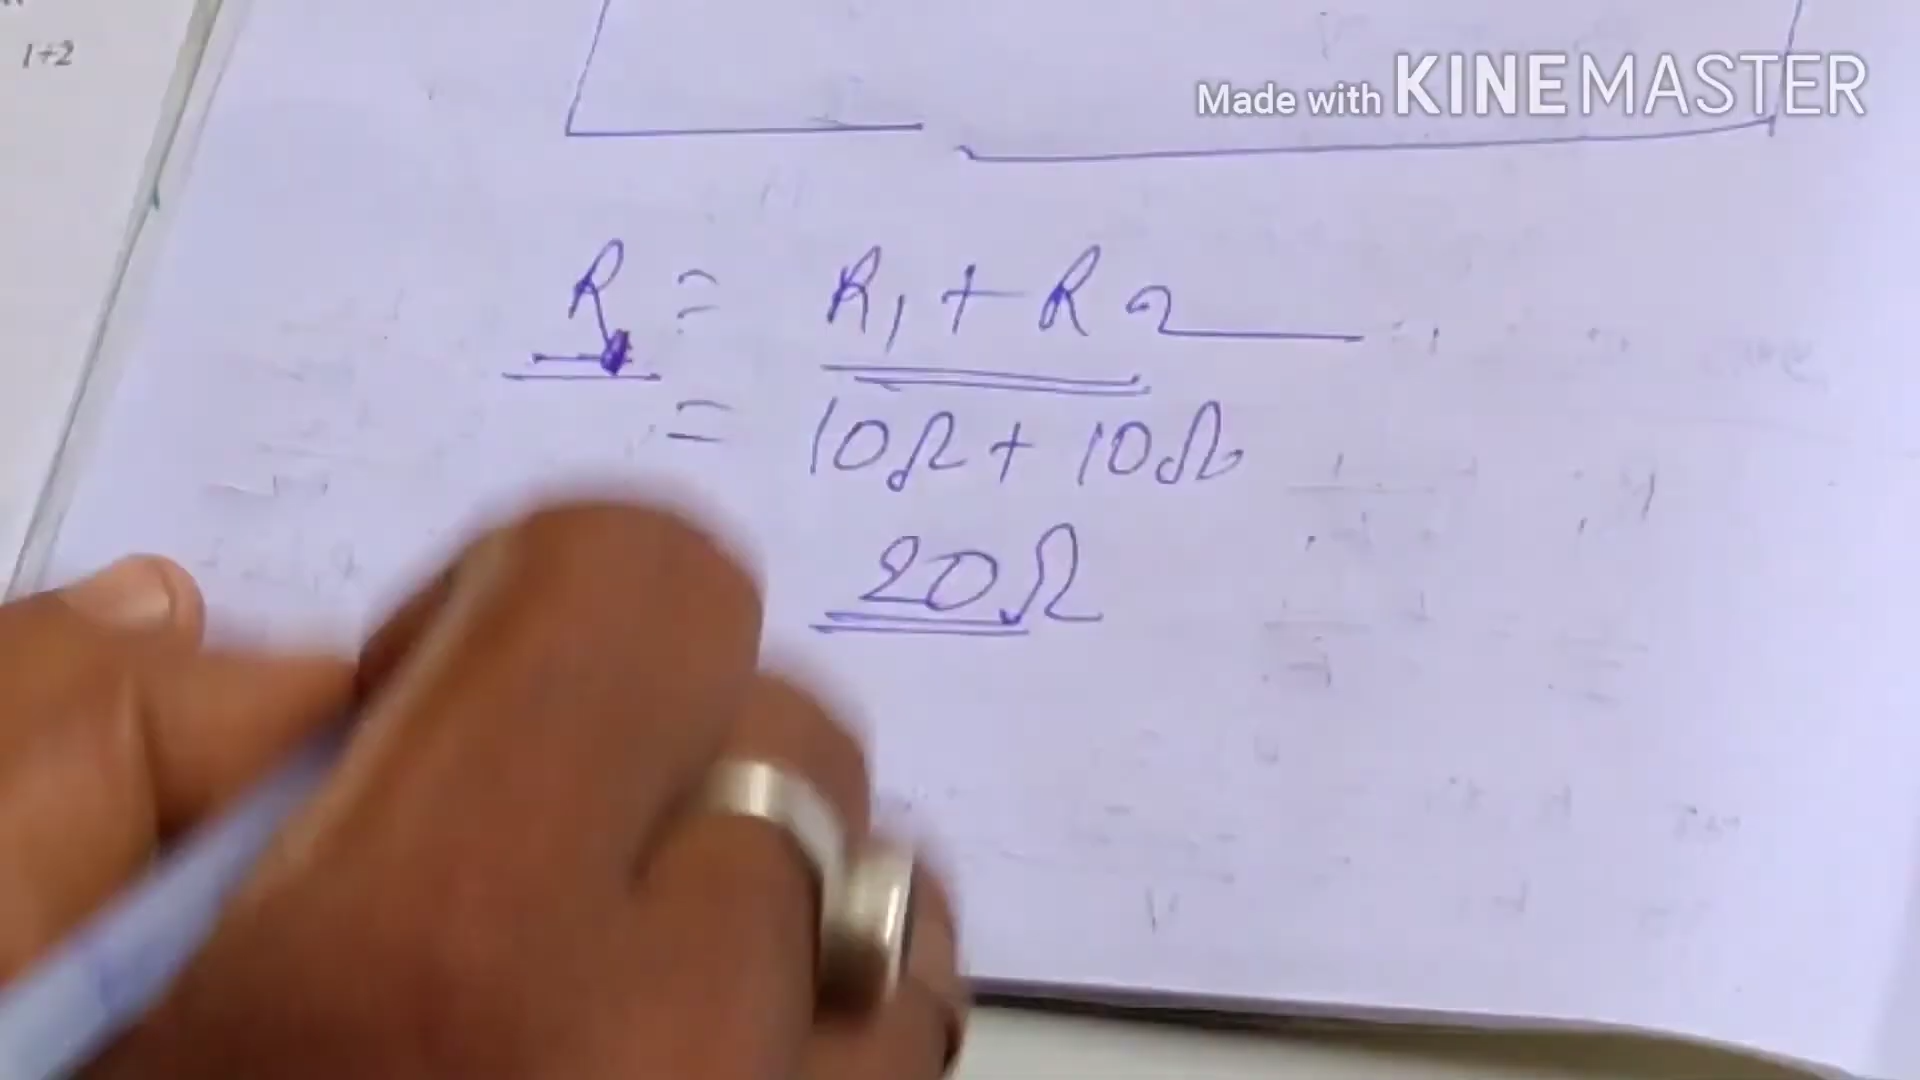 1+2
Made with KINEMASTER
R = R1 + R2
= 10Ω + 10Ω
20Ω